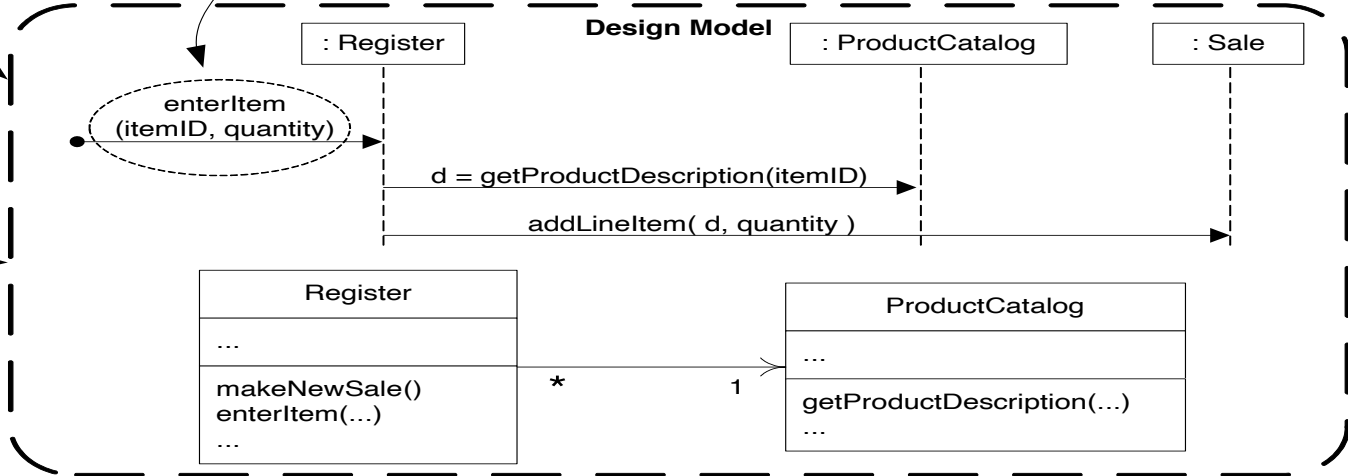 Design Model
: Register
: ProductCatalog
: Sale
enterItem
(itemID, quantity)
d = getProductDescription(itemID)
addLineItem( d, quantity )
Register
...
makeNewSale()
enterItem(...)
...
*
1
ProductCatalog
...
getProductDescription(...)
...